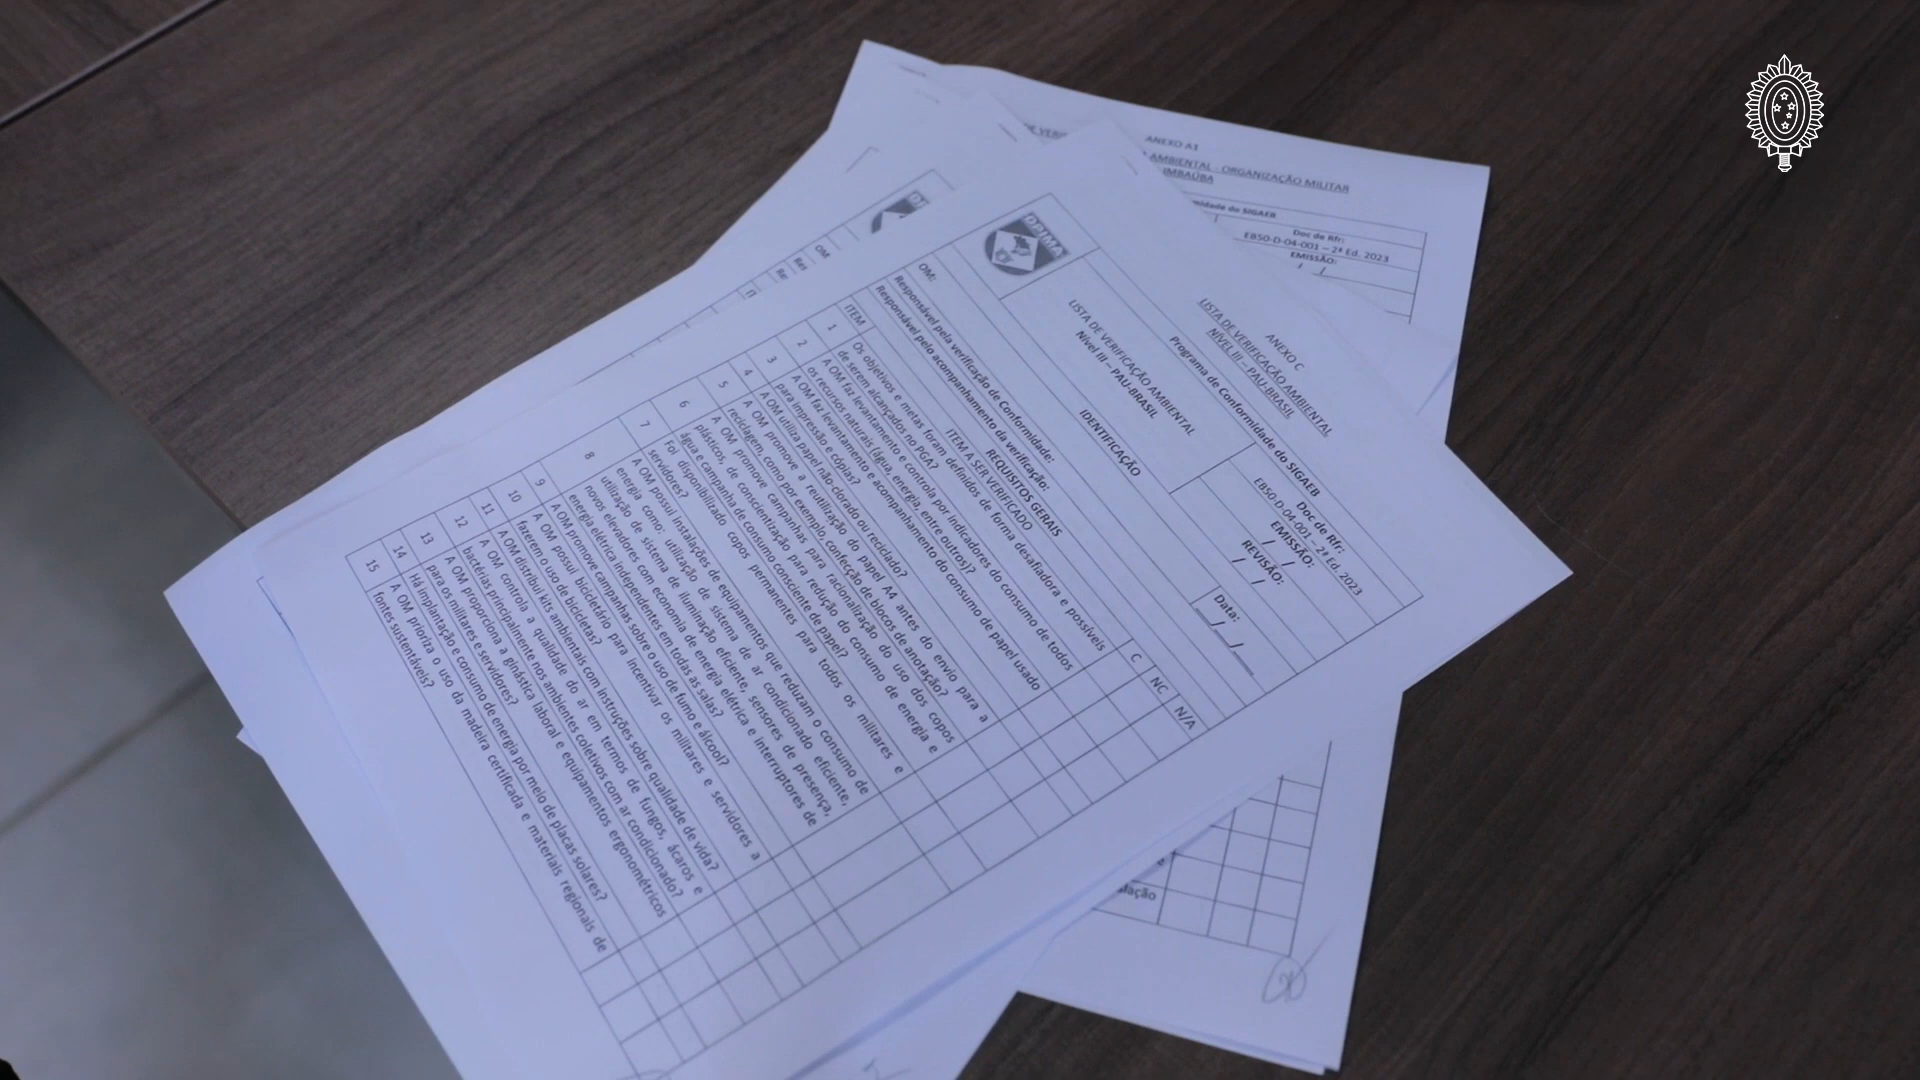 ANEXO C
LISTA DE VERIFICAÇÃO AMBIENTAL
NÍVEL III – PAU-BRASIL
DPIMA
Programa de Conformidade do SIGAEB
LISTA DE VERIFICAÇÃO AMBIENTAL
Nível III – PAU-BRASIL
Doc de Rfr:
EB50-D-04-001 – 2ª Ed. 2023
EMISSÃO:
/ /
REVISÃO:
/ /
IDENTIFICAÇÃO
OM:
Data:
__/__/____
Responsável pela verificação de Conformidade:
Responsável pelo acompanhamento da verificação:
REQUISITOS GERAIS
ITEM ITEM A SER VERIFICADO C NC N/A
1 Os objetivos e metas foram definidos de forma desafiadora e possíveis
de serem alcançados no PGA?
2 A OM faz levantamento e controla por indicadores do consumo de todos
os recursos naturais (água, energia, entre outros)?
3 A OM faz levantamento e acompanhamento do consumo de papel usado
para impressão e cópias?
4 A OM utiliza papel não-clorado ou reciclado?
5 A OM promove a reutilização do papel A4 antes do envio para a
reciclagem, como por exemplo, confecção de blocos de anotação?
6 A OM promove campanhas para racionalização do uso dos copos
plásticos, de conscientização para redução do consumo de energia e
água e campanha de consumo consciente de papel?
7 Foi disponibilizado copos permanentes para todos os militares e
servidores?
8 A OM possui instalações de equipamentos que reduzam o consumo de
energia como: utilização de sistema de ar condicionado eficiente,
utilização de sistema de iluminação eficiente, sensores de presença,
novos elevadores com economia de energia elétrica e interruptores de
energia elétrica independentes em todas as salas?
9 A OM promove campanhas sobre o uso de fumo e álcool?
10 A OM possui bicicletário para incentivar os militares e servidores a
fazerem o uso de bicicletas?
11 A OM distribui kits ambientais com instruções sobre qualidade de vida?
12 A OM controla a qualidade do ar em termos de fungos, ácaros e
bactérias principalmente nos ambientes coletivos com ar condicionado?
13 A OM proporciona a ginástica laboral e equipamentos ergonométricos
para os militares e servidores?
14 Há implantação e consumo de energia por meio de placas solares?
15 A OM prioriza o uso da madeira certificada e materiais regionais de
fontes sustentáveis?
ANEXO A1
AMBIENTAL - ORGANIZAÇÃO MILITAR
IMBAÚBA
do SIGAEB
Doc de Rfr:
EB50-D-04-001 – 2ª Ed. 2023
EMISSÃO:
/ /
OM